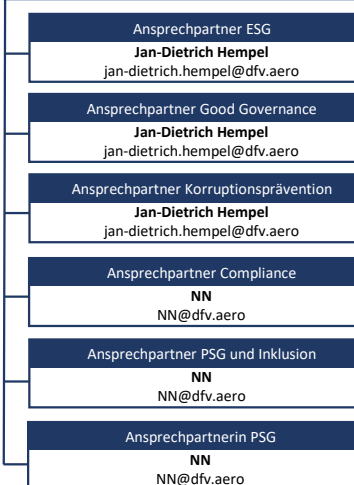 Ansprechpartner ESG
Jan-Dietrich Hempel
jan-dietrich.hempel@dfv.aero
Ansprechpartner Good Governance
Jan-Dietrich Hempel
jan-dietrich.hempel@dfv.aero
Ansprechpartner Korruptionsprävention
Jan-Dietrich Hempel
jan-dietrich.hempel@dfv.aero
Ansprechpartner Compliance
NN
NN@dfv.aero
Ansprechpartner PSG und Inklusion
NN
NN@dfv.aero
Ansprechpartnerin PSG
NN
NN@dfv.aero